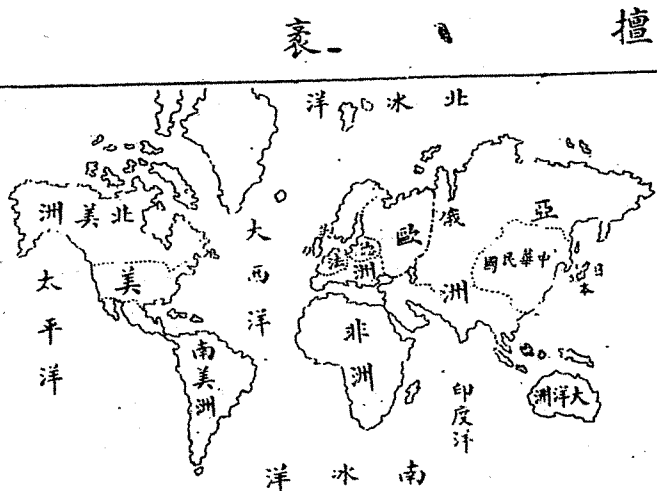 擅 袤
北冰洋
亞
俄
歐
北美洲
大西洋
法
洲
中華民國
日本
美
洲
太平洋
非洲
南美洲
印度洋
大洋洲
南冰洋